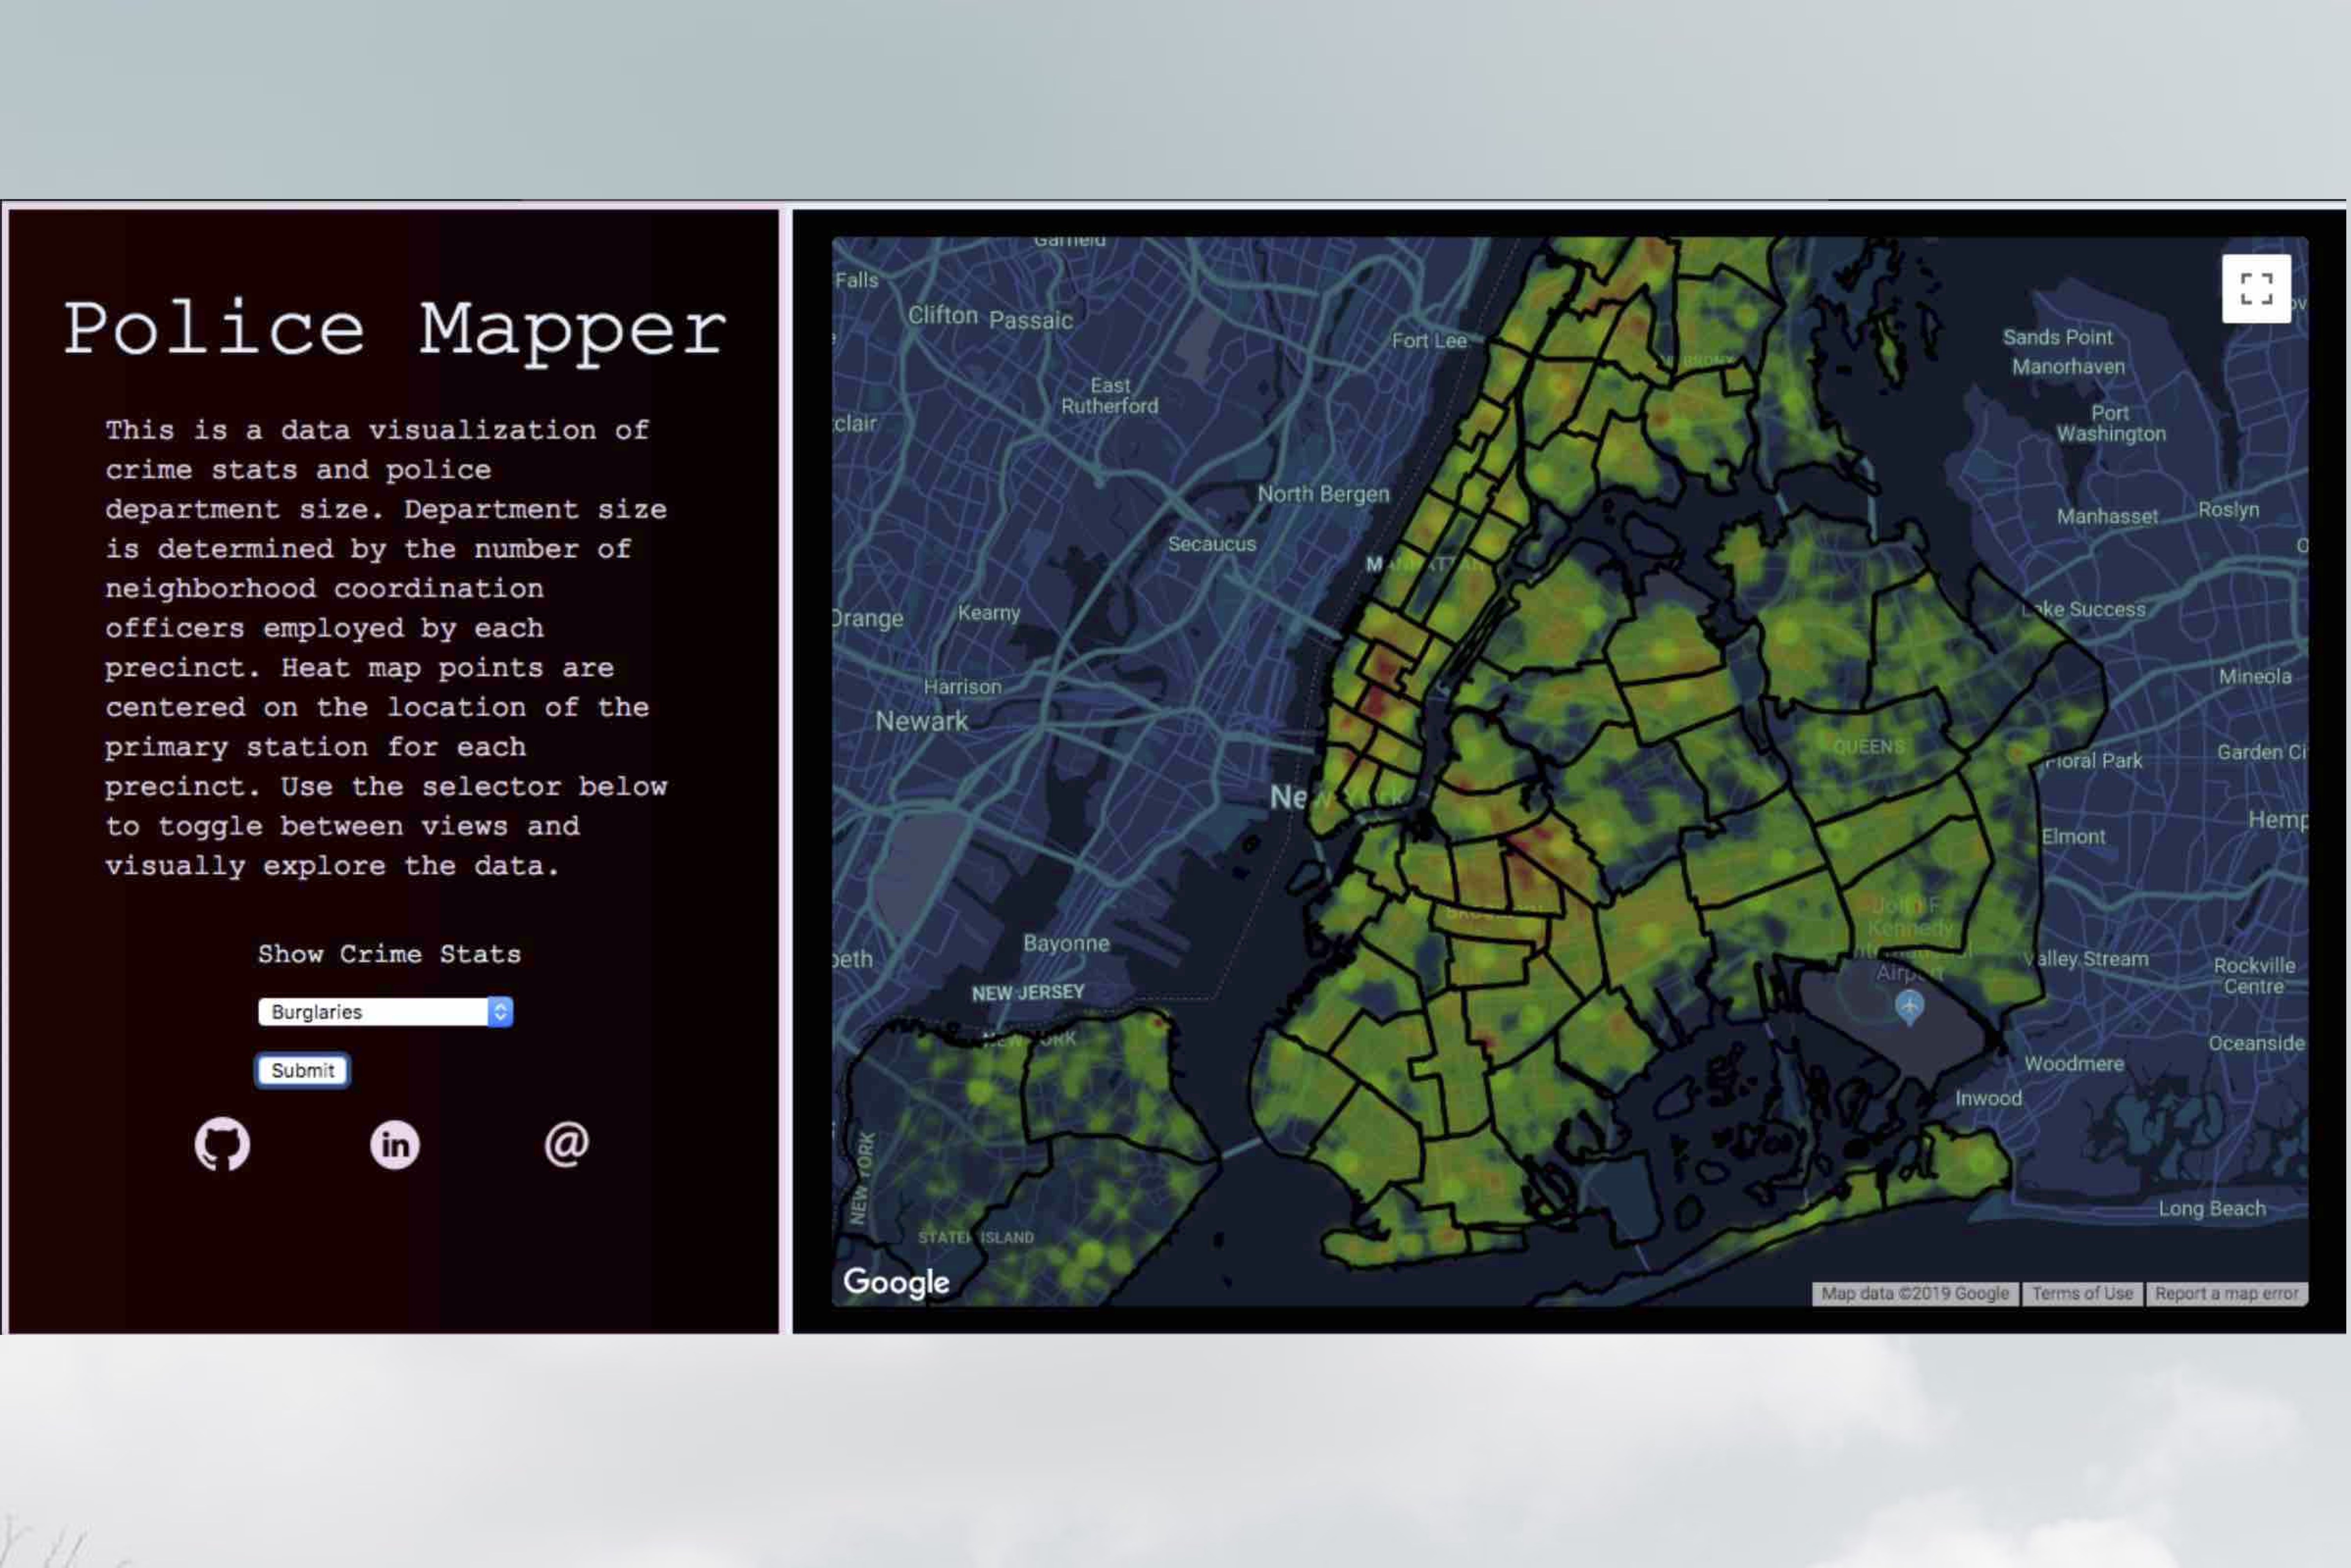 Police Mapper
This is a data visualization of
crime stats and police
department size. Department size
is determined by the number of
neighborhood coordination
officers employed by each
precinct. Heat map points are
centered on the location of the
primary station for each
precinct. Use the selector below
to toggle between views and
visually explore the data.
Show Crime Stats
Burglaries
Submit
in
@
Garfield
Falls
Clifton
Passaic
Fort Lee
East
Rutherford
clair
North Bergen
Secaucus
MANHATTAN
Orange
Kearny
Harrison
Newark
New York
Bayonne
beth
NEW JERSEY
NEW YORK
NEW YORK
STATEN ISLAND
BRONX
Sands Point
Manorhaven
Port
Washington
Manhasset
Roslyn
Lake Success
Mineola
QUEENS
Floral Park
Garden Ci
Hemp
Elmont
BROOKLYN
John F.
Kennedy
International
Airport
Valley Stream
Rockville
Centre
Oceanside
Woodmere
Inwood
Long Beach
Google
Map data ©2019 Google
Terms of Use
Report a map error